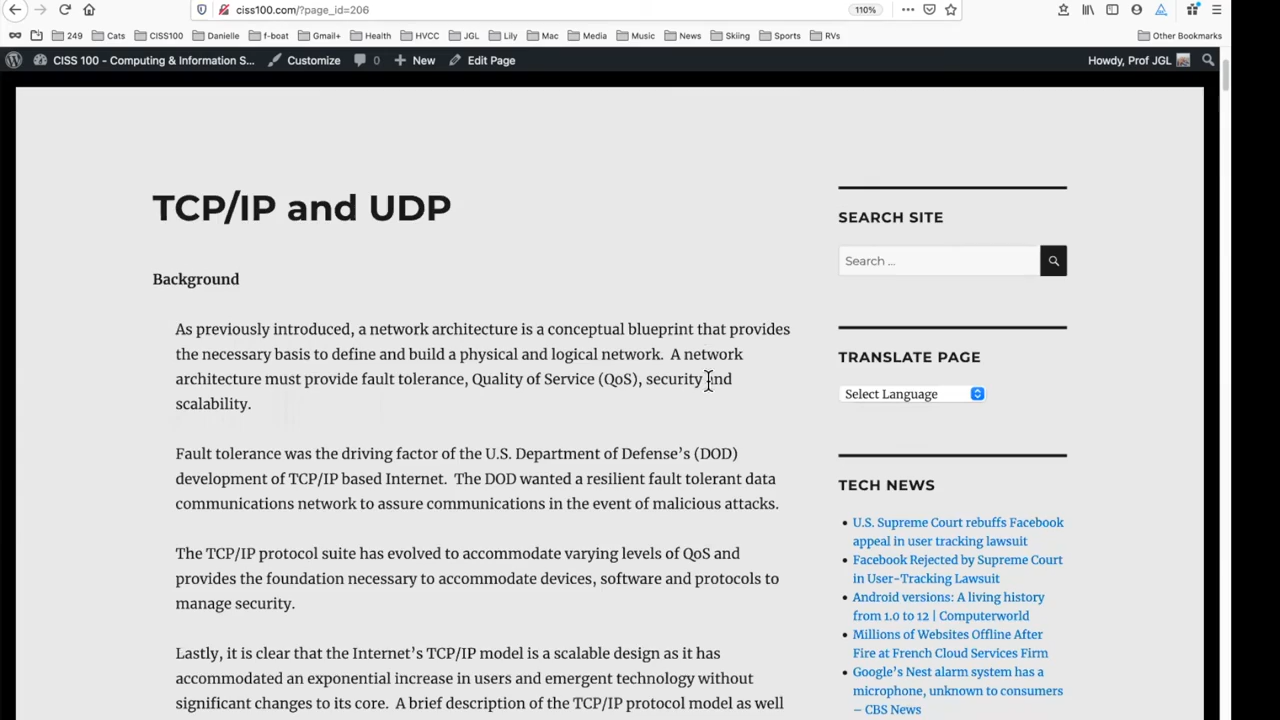 ciss100.com/?page_id=206
110%
249
Cats
CISS100
Danielle
f-beat
Gmail+
Health
HVCC
JGL
Lily
Mac
Media
Music
News
Skiing
Sports
RVs
Other Bookmarks
CISS 100 - Computing & Information S...
Customize
0
New
Edit Page
Howdy, Prof JGL
TCP/IP and UDP
Background
As previously introduced, a network architecture is a conceptual blueprint that provides
the necessary basis to define and build a physical and logical network.  A network
architecture must provide fault tolerance, Quality of Service (QoS), security and
scalability.
Fault tolerance was the driving factor of the U.S. Department of Defense’s (DOD)
development of TCP/IP based Internet.  The DOD wanted a resilient fault tolerant data
communications network to assure communications in the event of malicious attacks.
The TCP/IP protocol suite has evolved to accommodate varying levels of QoS and
provides the foundation necessary to accommodate devices, software and protocols to
manage security.
Lastly, it is clear that the Internet’s TCP/IP model is a scalable design as it has
accommodated an exponential increase in users and emergent technology without
significant changes to its core.  A brief description of the TCP/IP protocol model as well
SEARCH SITE
Search ...
TRANSLATE PAGE
Select Language
TECH NEWS
U.S. Supreme Court rebuffs Facebook
appeal in user tracking lawsuit
Facebook Rejected by Supreme Court
in User-Tracking Lawsuit
Android versions: A living history
from 1.0 to 12 | Computerworld
Millions of Websites Offline After
Fire at French Cloud Services Firm
Google’s Nest alarm system has a
microphone, unknown to consumers
– CBS News